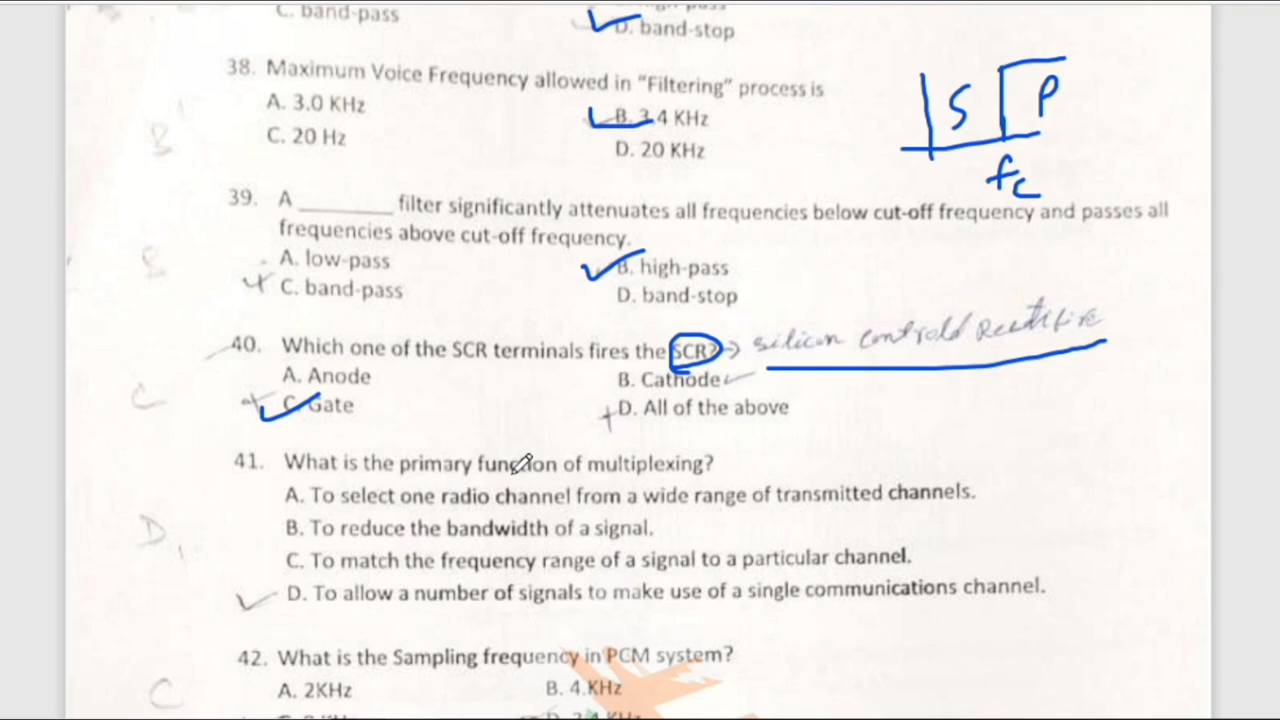 C. band-pass
D. band-stop
38. Maximum Voice Frequency allowed in "Filtering" process is
A. 3.0 KHz
B. 3.4 KHz
C. 20 Hz
D. 20 KHz
S P
fc
B
39. A ________ filter significantly attenuates all frequencies below cut-off frequency and passes all
frequencies above cut-off frequency.
A. low-pass
B. high-pass
C. band-pass
D. band-stop
B
40. Which one of the SCR terminals fires the SCR? → silicon controld Rectifire
A. Anode
B. Cathode
C. Gate
D. All of the above
C
41. What is the primary function of multiplexing?
A. To select one radio channel from a wide range of transmitted channels.
B. To reduce the bandwidth of a signal.
C. To match the frequency range of a signal to a particular channel.
D. To allow a number of signals to make use of a single communications channel.
D
42. What is the Sampling frequency in PCM system?
A. 2KHz
B. 4.KHz
C